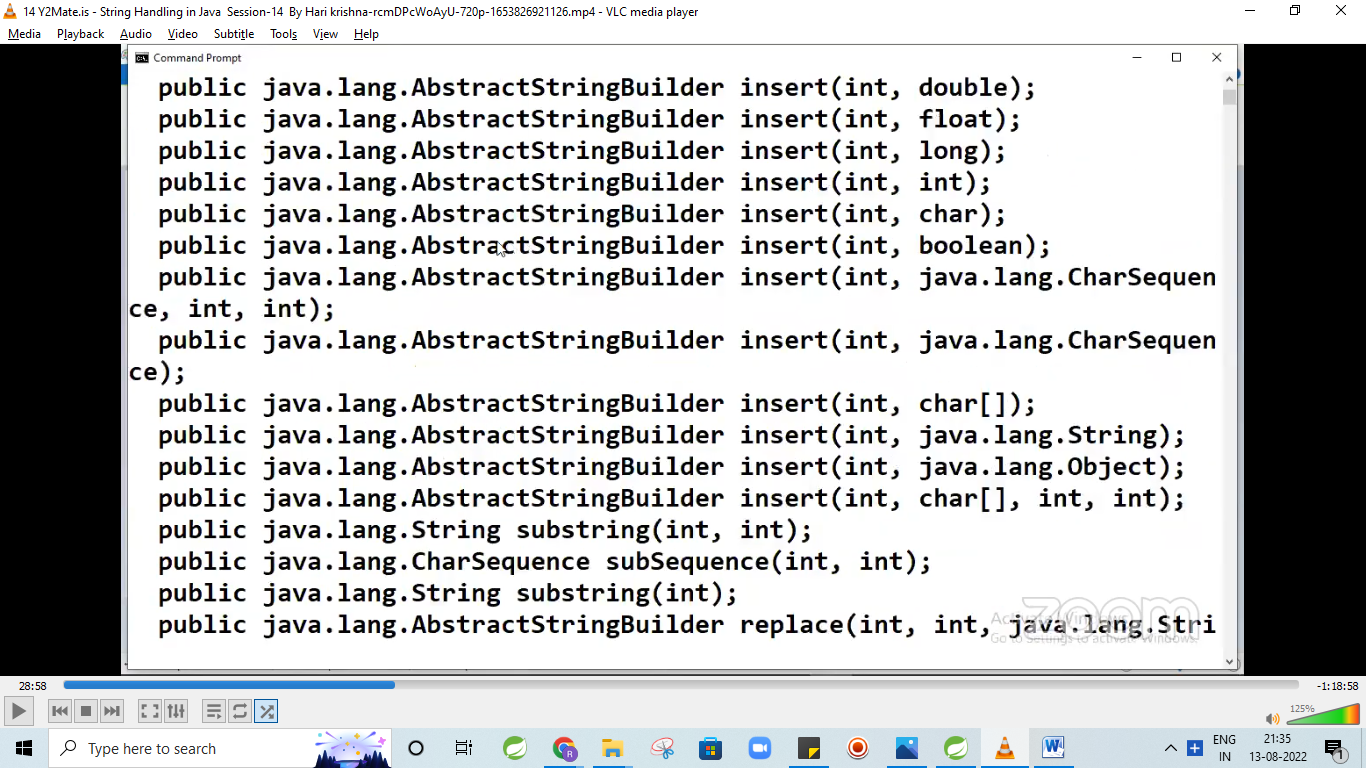 14 Y2Mate.is - String Handling in Java  Session-14  By Hari krishna-rcmDPcWoAyU-720p-1653826921126.mp4 - VLC media player
Media Playback Audio Video Subtitle Tools View Help
Command Prompt
public java.lang.AbstractStringBuilder insert(int, double);
public java.lang.AbstractStringBuilder insert(int, float);
public java.lang.AbstractStringBuilder insert(int, long);
public java.lang.AbstractStringBuilder insert(int, int);
public java.lang.AbstractStringBuilder insert(int, char);
public java.lang.AbstractStringBuilder insert(int, boolean);
public java.lang.AbstractStringBuilder insert(int, java.lang.CharSequen
ce, int, int);
public java.lang.AbstractStringBuilder insert(int, java.lang.CharSequen
ce);
public java.lang.AbstractStringBuilder insert(int, char[]);
public java.lang.AbstractStringBuilder insert(int, java.lang.String);
public java.lang.AbstractStringBuilder insert(int, java.lang.Object);
public java.lang.AbstractStringBuilder insert(int, char[], int, int);
public java.lang.String substring(int, int);
public java.lang.CharSequence subSequence(int, int);
public java.lang.String substring(int);
public java.lang.AbstractStringBuilder replace(int, int, java.lang.Stri
zoom
Activate Windows
Go to Settings to activate Windows.
28:58
-1:18:58
125%
Type here to search
ENG
IN
21:35
13-08-2022
1